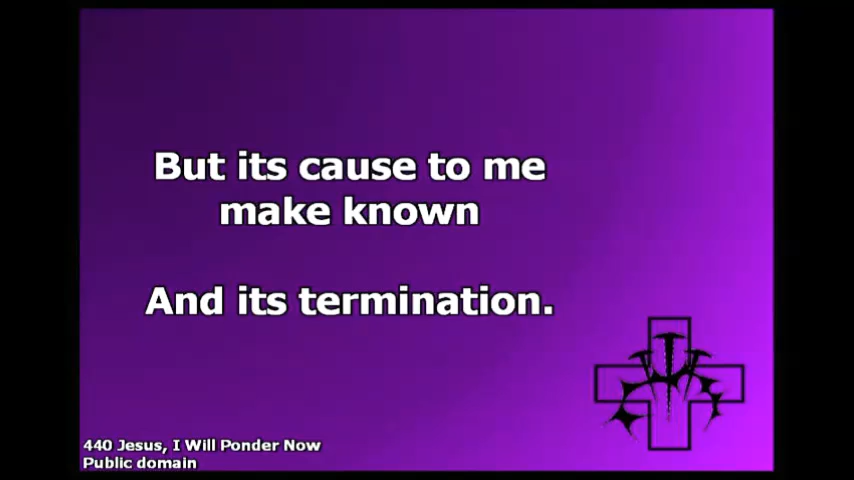 But its cause to me
make known
And its termination.
440 Jesus, I Will Ponder Now
Public domain